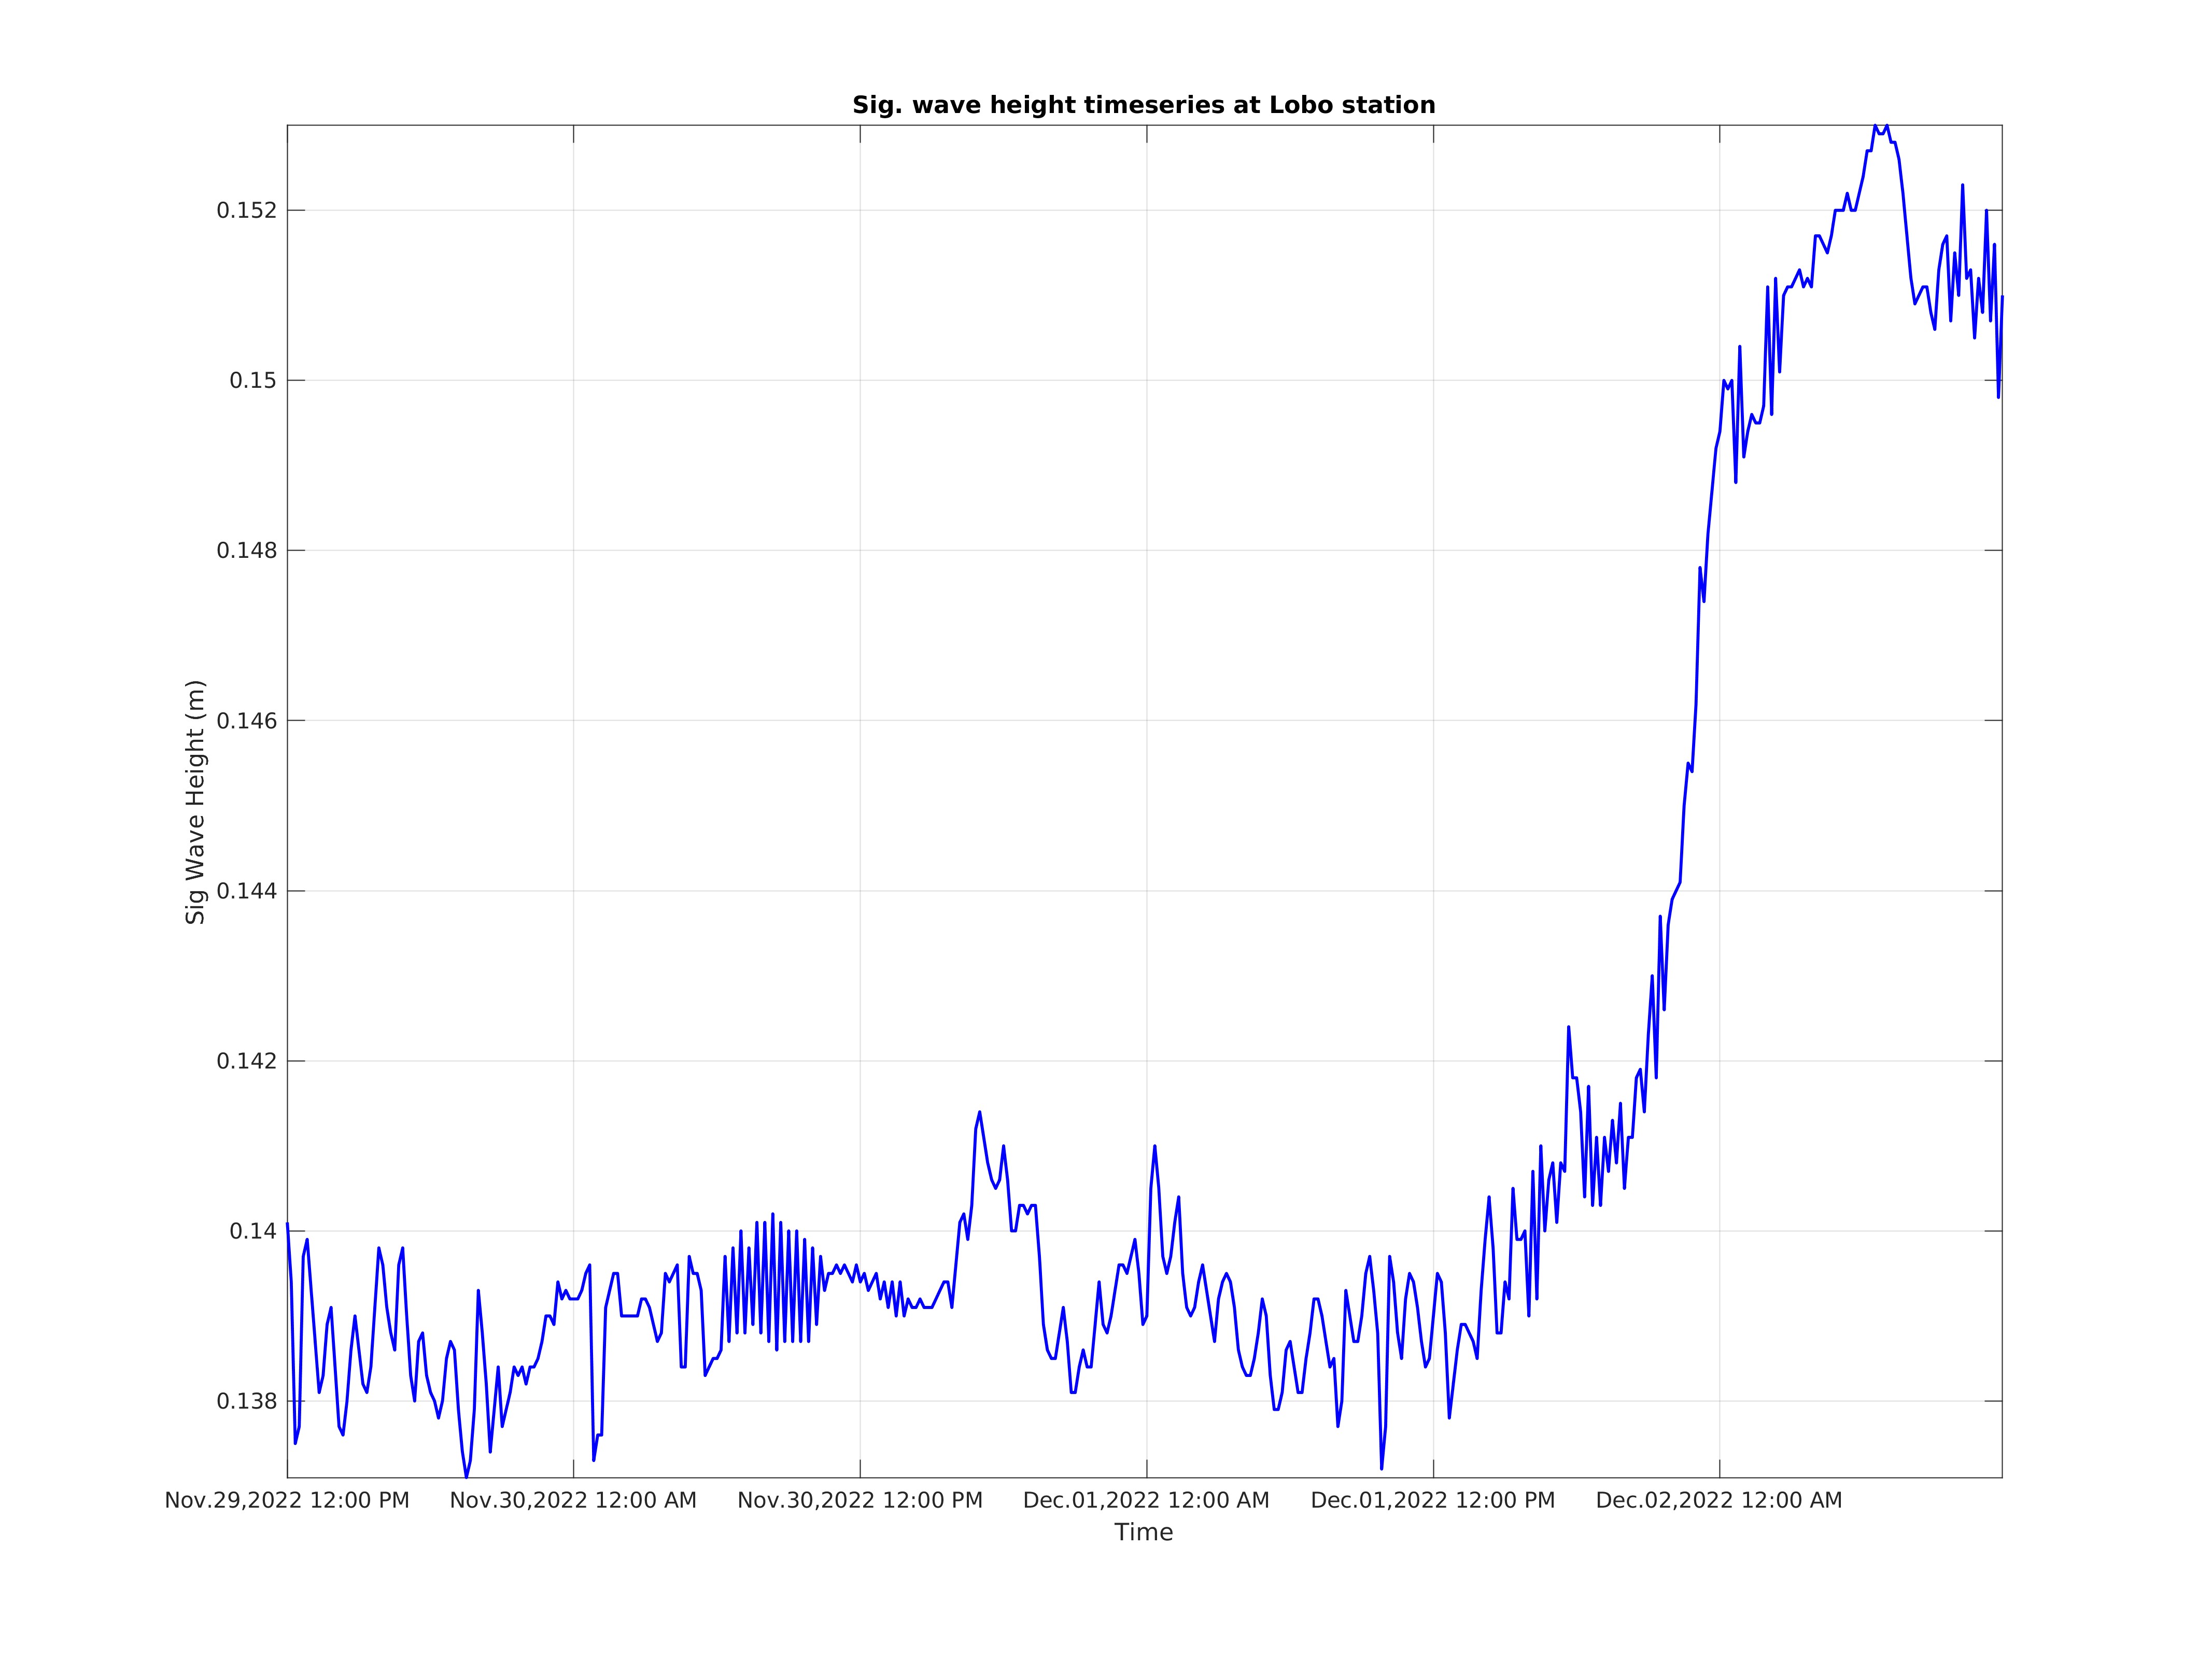 Sig. wave height timeseries at Lobo station
0.152
0.15
0.148
0.146
0.144
0.142
0.14
0.138
Sig Wave Height (m)
Nov.29,2022 12:00 PM
Nov.30,2022 12:00 AM
Nov.30,2022 12:00 PM
Dec.01,2022 12:00 AM
Dec.01,2022 12:00 PM
Dec.02,2022 12:00 AM
Time